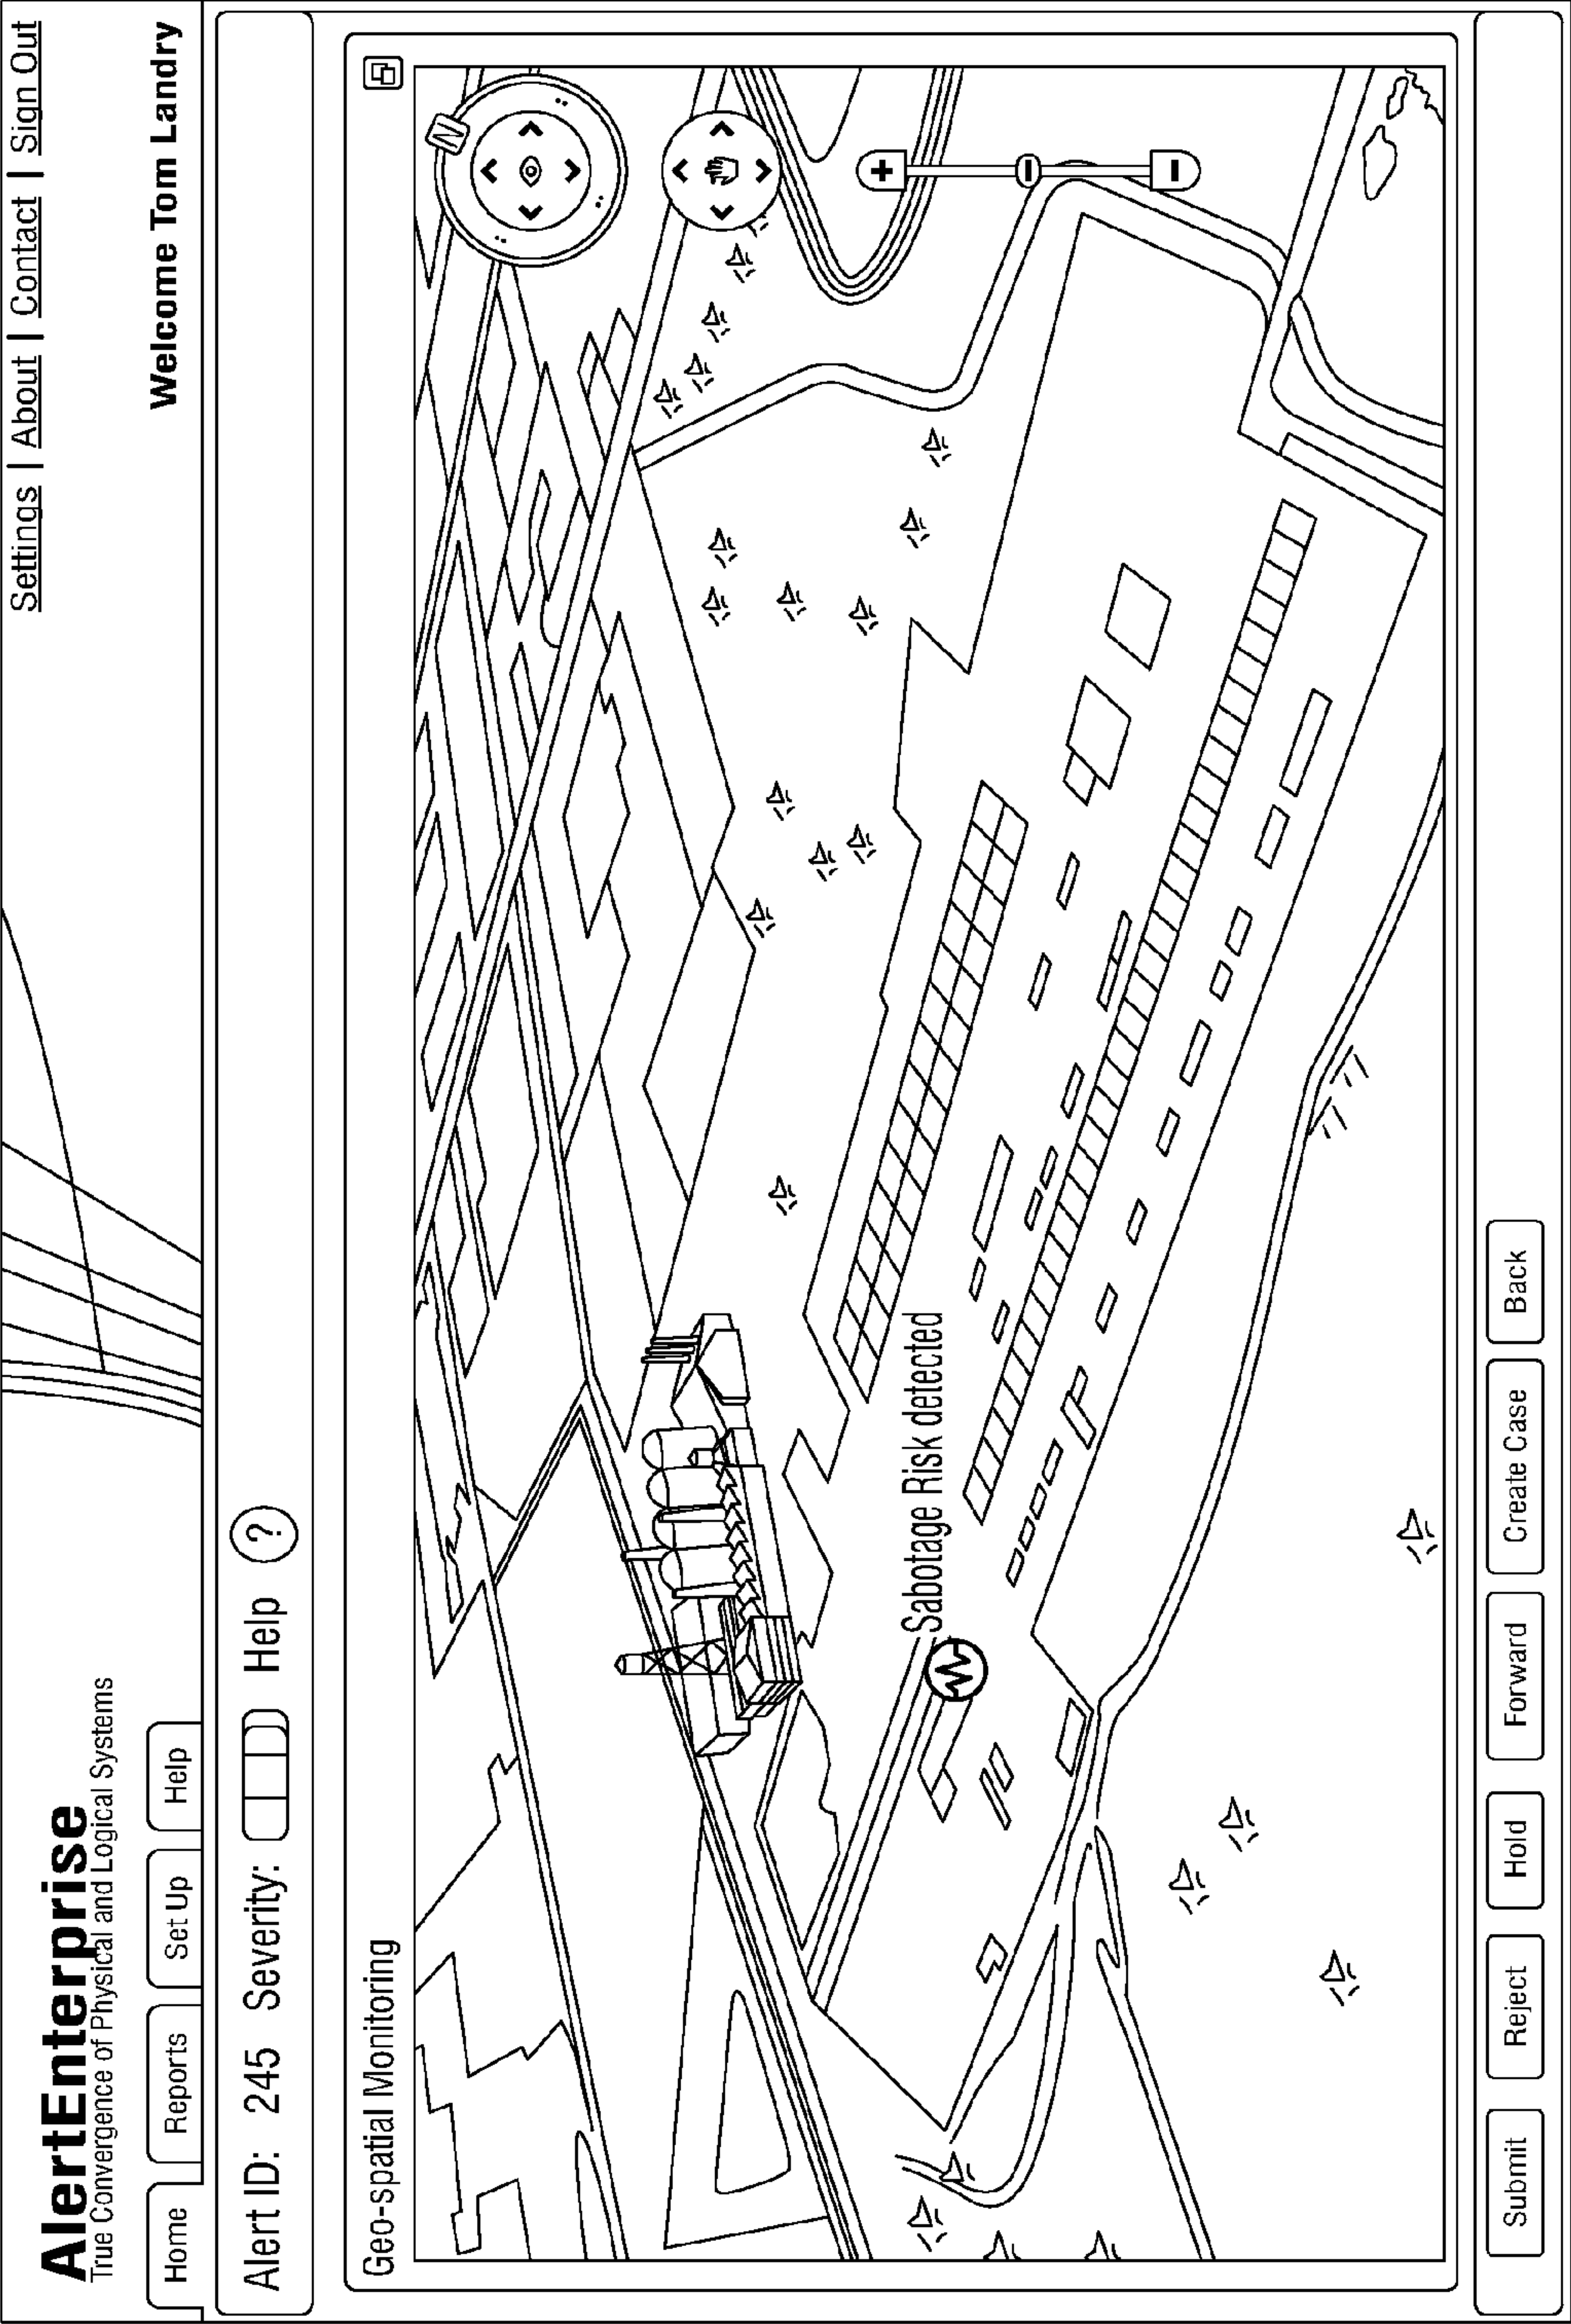 Settings | About | Contact | Sign Out
AlertEnterprise
True Convergence of Physical and Logical Systems
Welcome Tom Landry
Home Reports Set Up Help
Alert ID: 245 Severity: Help ?
Geo-spatial Monitoring
N
+
−
−
Sabotage Risk detected
Submit Reject Hold Forward Create Case Back